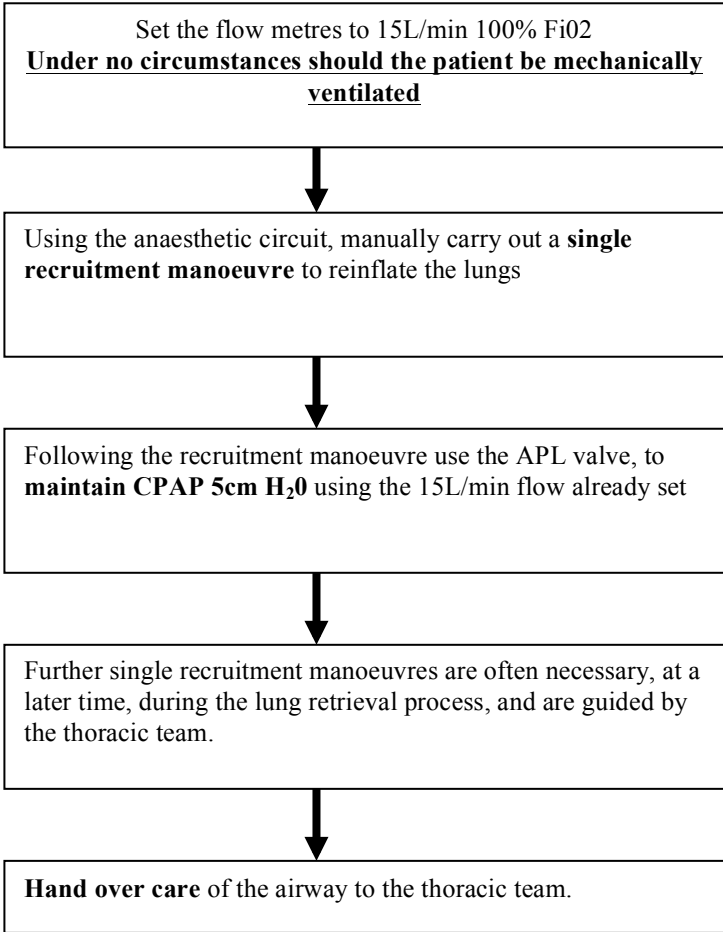 Set the flow metres to 15L/min 100% Fi02
Under no circumstances should the patient be mechanically
ventilated
Using the anaesthetic circuit, manually carry out a single
recruitment manoeuvre to reinflate the lungs
Following the recruitment manoeuvre use the APL valve, to
maintain CPAP 5cm H₂0 using the 15L/min flow already set
Further single recruitment manoeuvres are often necessary, at a
later time, during the lung retrieval process, and are guided by
the thoracic team.
Hand over care of the airway to the thoracic team.